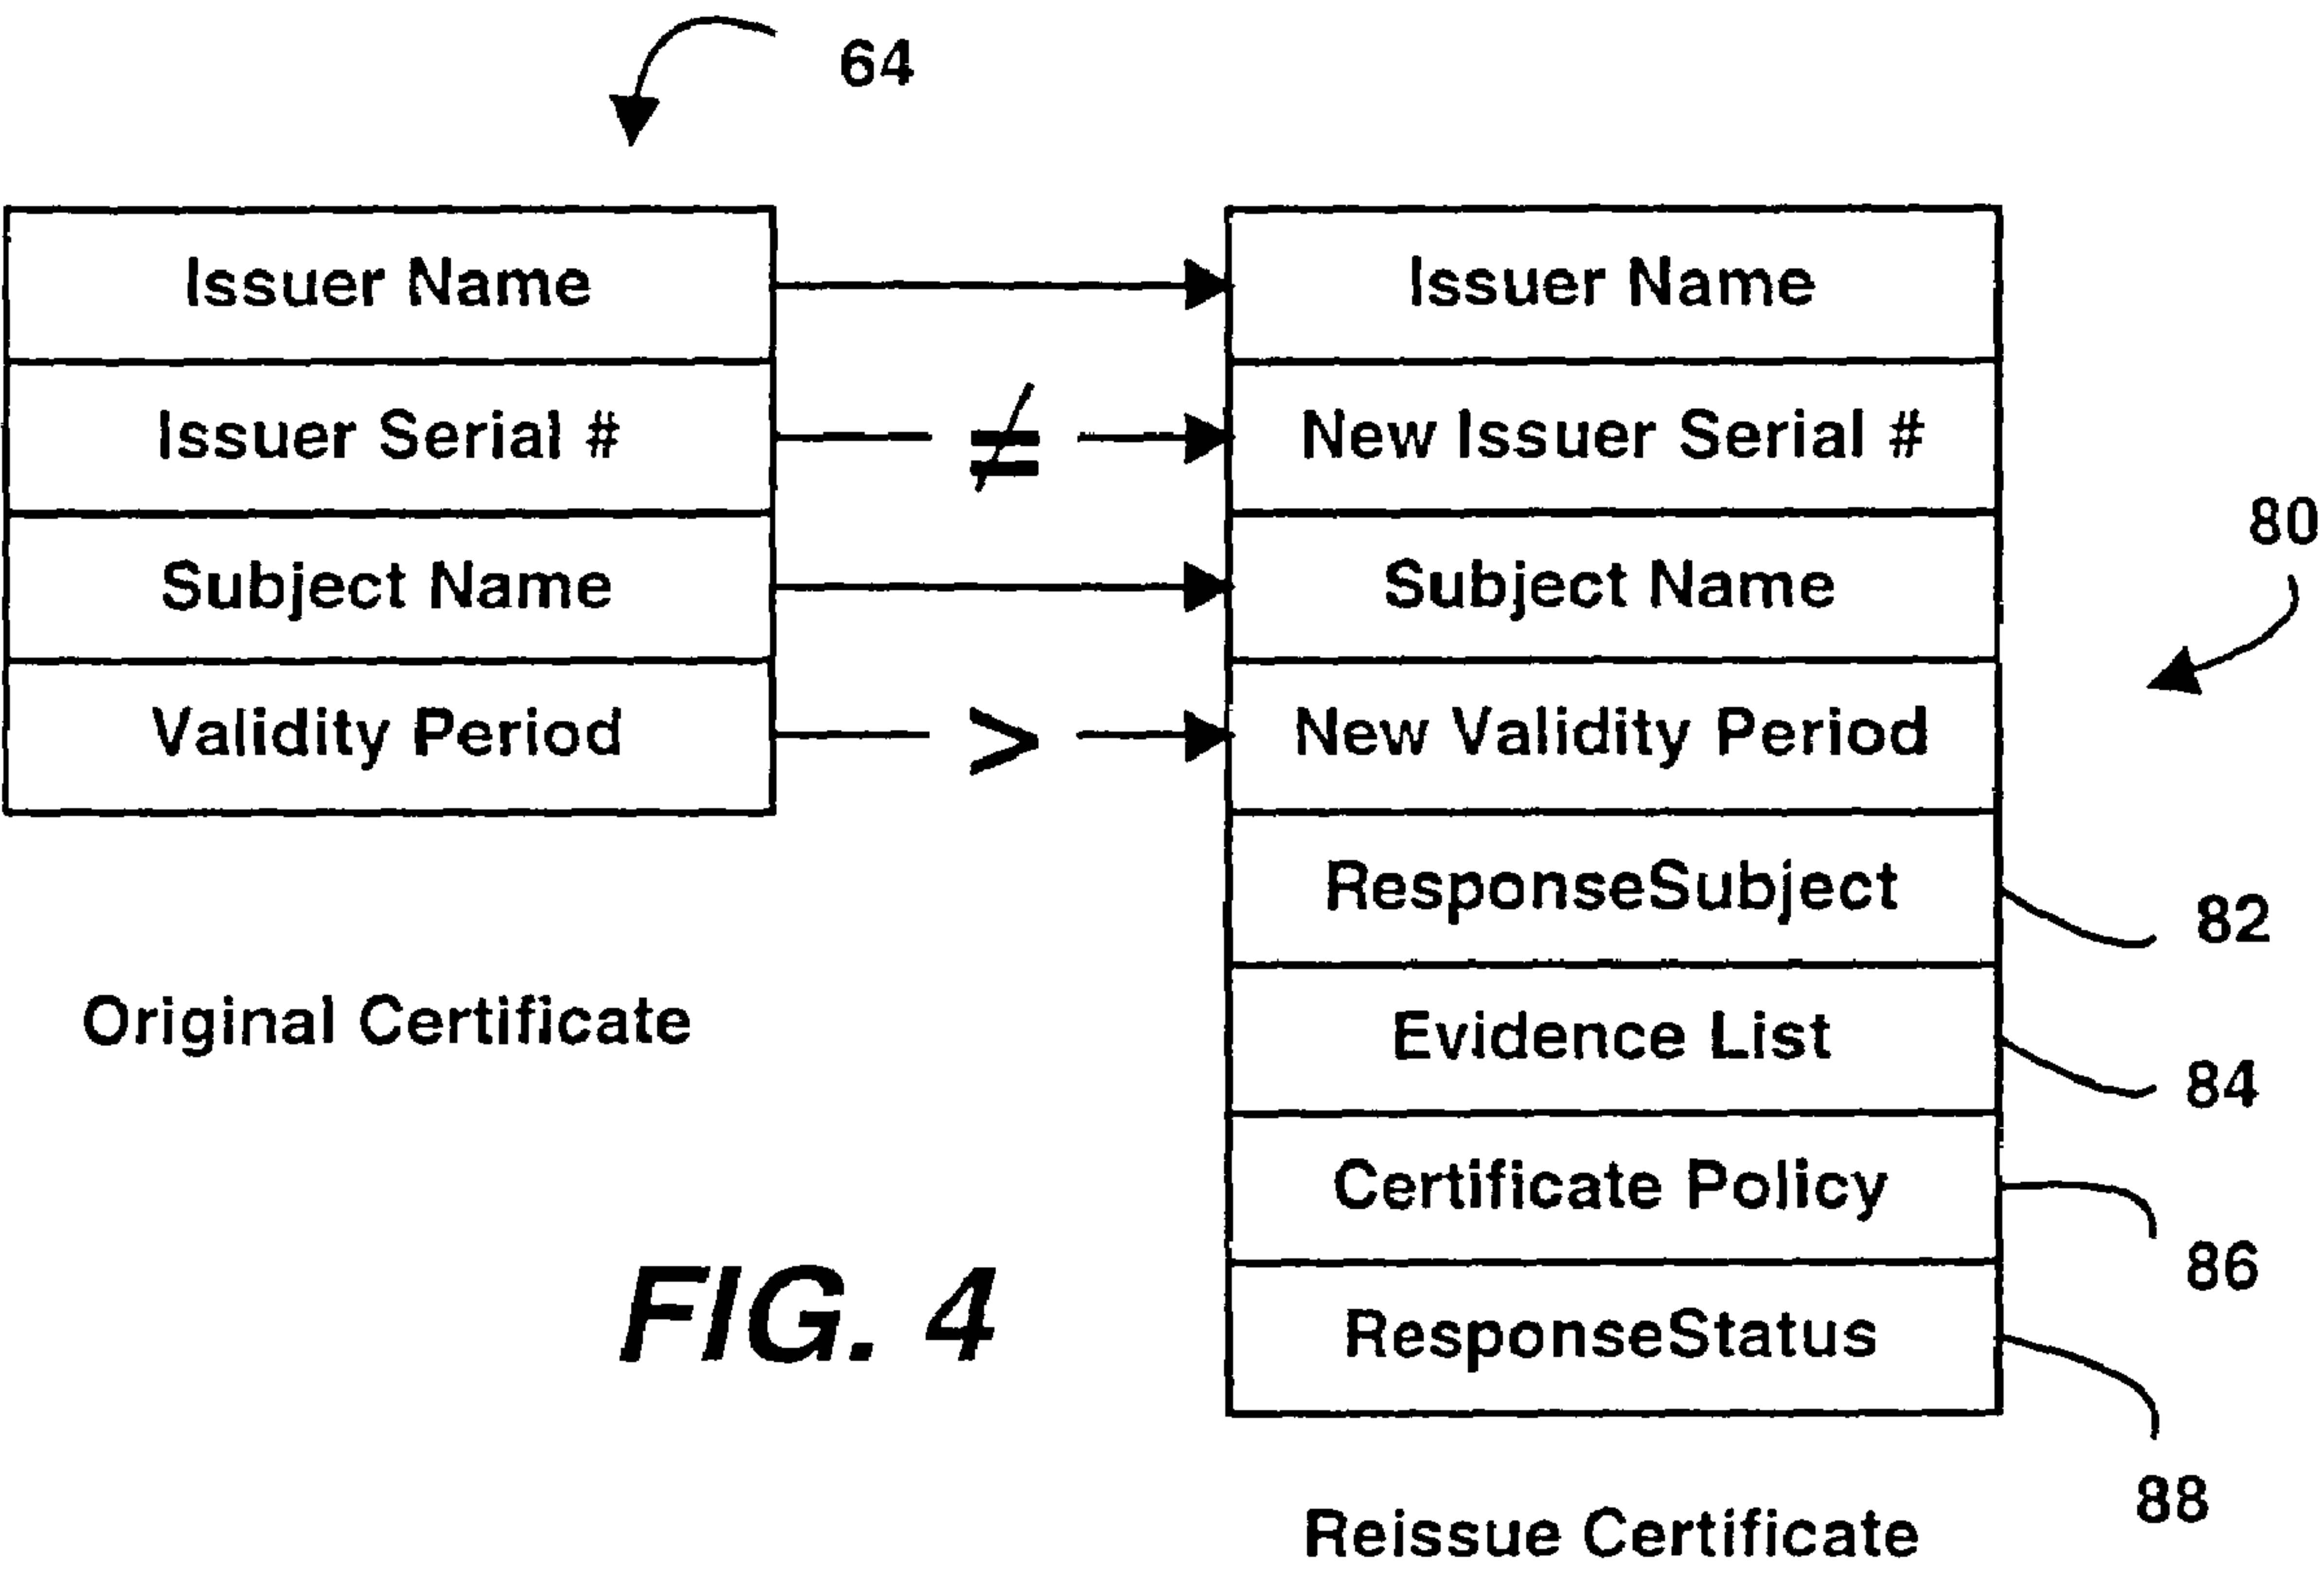 64
Issuer Name
Issuer Serial #
Subject Name
Validity Period
≠
>
Original Certificate
Issuer Name
New Issuer Serial #
Subject Name
New Validity Period
ResponseSubject
Evidence List
Certificate Policy
ResponseStatus
80
82
84
86
88
Reissue Certificate
FIG. 4